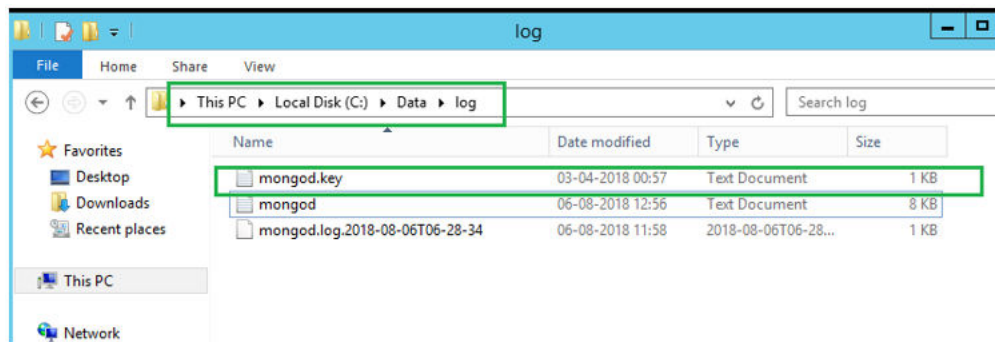 log
File Home Share View
This PC Local Disk (C:) Data log Search log
Name Date modified Type Size
Favorites
Desktop mongod.key 03-04-2018 00:57 Text Document 1 KB
Downloads mongod 06-08-2018 12:56 Text Document 8 KB
Recent places mongod.log.2018-08-06T06-28-34 06-08-2018 11:58 2018-08-06T06-28... 1 KB
This PC
Network